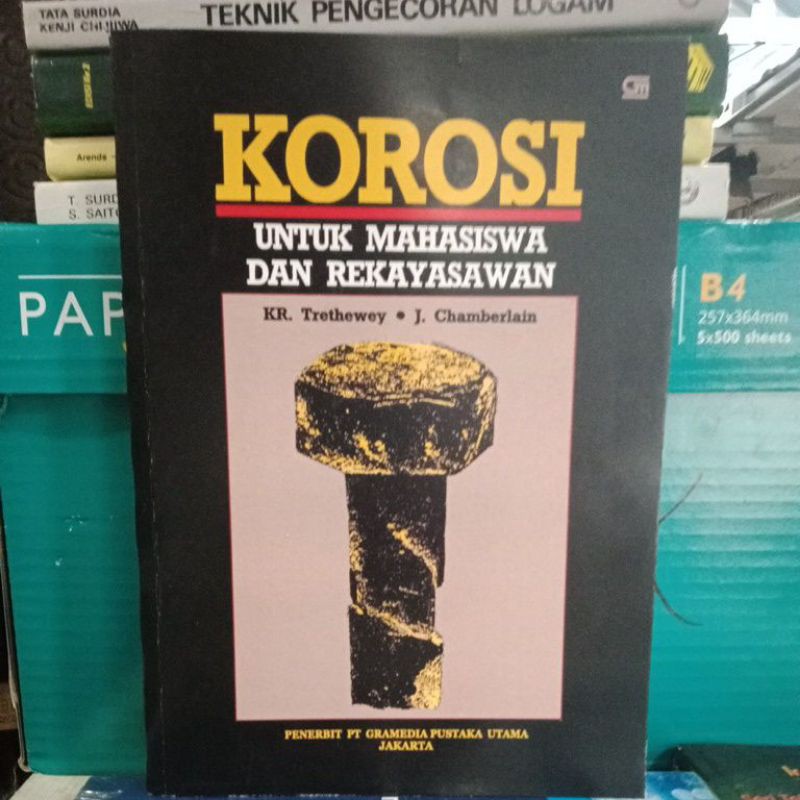 TATA SURDIA
KENJI CHIJIIWA
TEKNIK PENGECORAN LOGAM
Arends
T. SURD
S. SAITO
KOROSI
UNTUK MAHASISWA
DAN REKAYASAWAN
KR. Trethewey • J. Chamberlain
PENERBIT PT GRAMEDIA PUSTAKA UTAMA
JAKARTA
PAP
B4
257x364mm
5x500 sheets